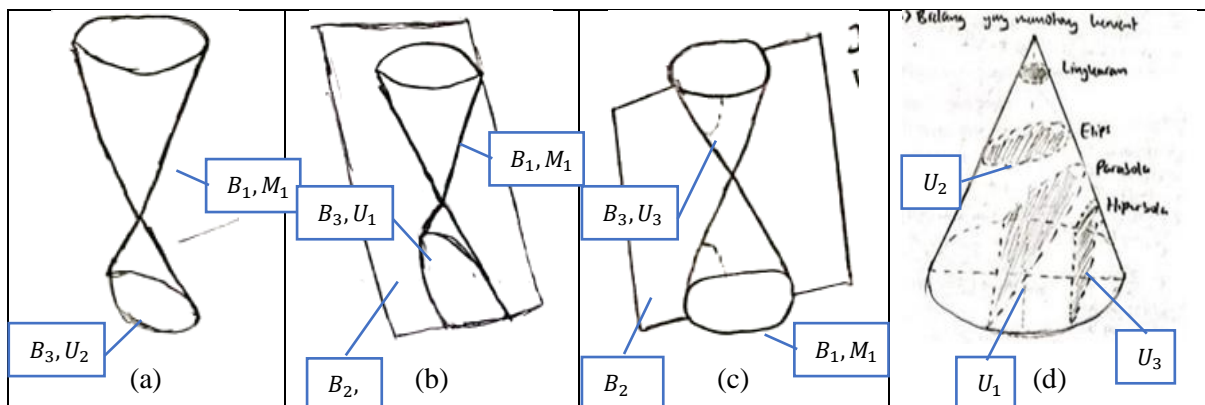 B₁, M₁
B₃, U₂
(a)
B₁, M₁
B₃, U₁
B₂,
(b)
B₃, U₃
B₂
B₁, M₁
(c)
Bidang yg memotong kerucut
Lingkaran
Elips
U₂
Parabola
Hiperbola
U₃
U₁
(d)